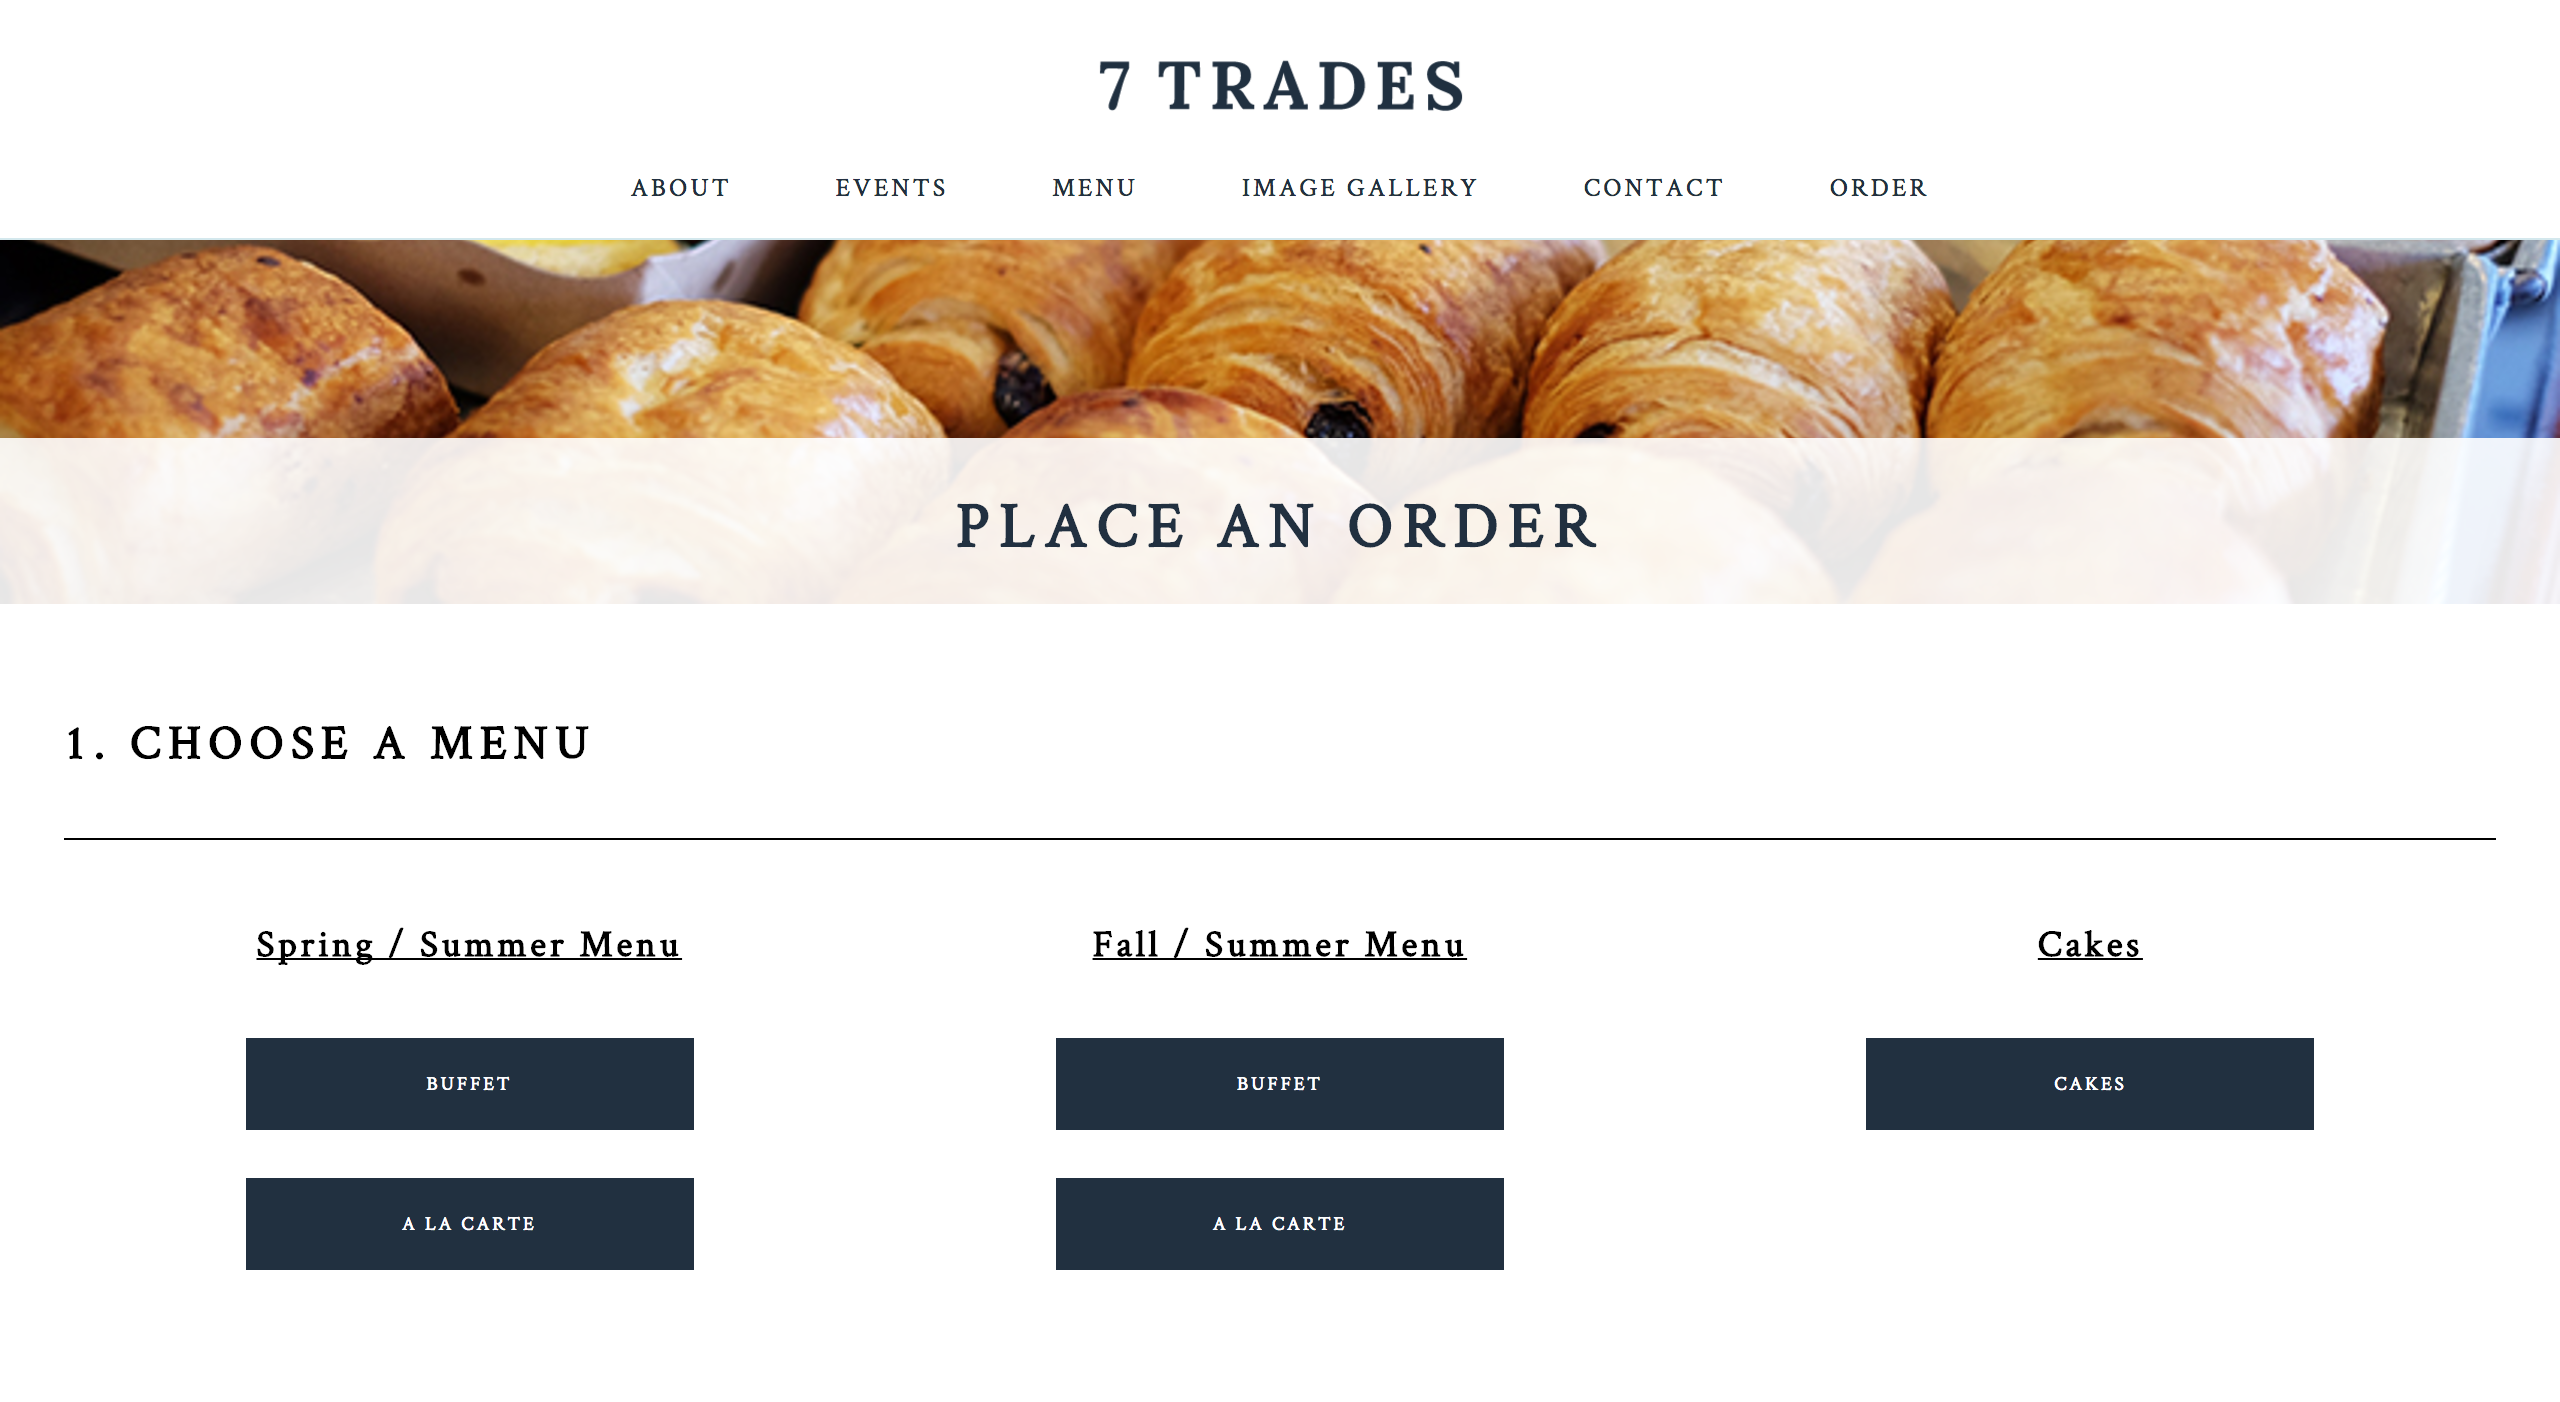 7 TRADES
ABOUT EVENTS MENU IMAGE GALLERY CONTACT ORDER
PLACE AN ORDER
1. CHOOSE A MENU
Spring / Summer Menu
BUFFET
A LA CARTE
Fall / Summer Menu
BUFFET
A LA CARTE
Cakes
CAKES